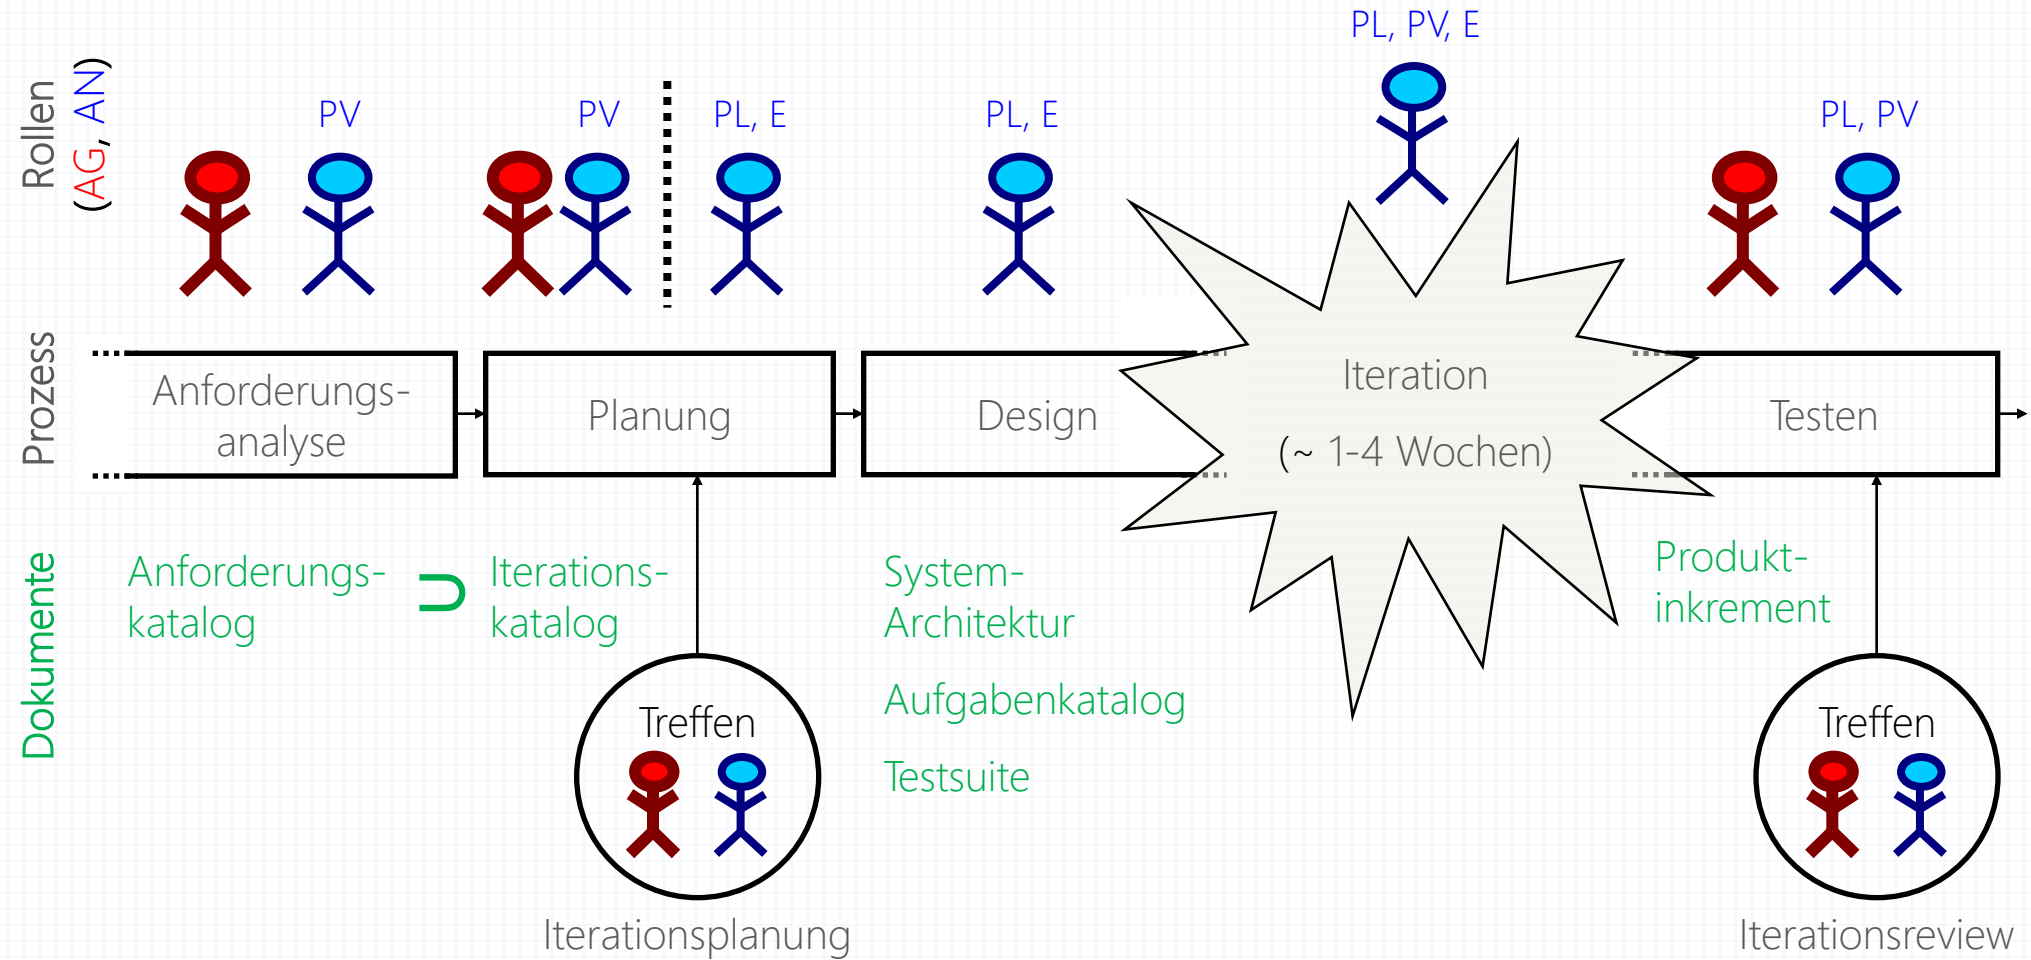 Rollen
(AG, AN)
PV
PV
PL, E
PL, E
PL, PV, E
PL, PV
Prozess
Anforderungs-
analyse
Planung
Design
Iteration
(~ 1-4 Wochen)
Testen
Dokumente
Anforderungs-
katalog
⊃
Iterations-
katalog
System-
Architektur
Aufgabenkatalog
Testsuite
Produkt-
inkrement
Treffen
Iterationsplanung
Treffen
Iterationsreview